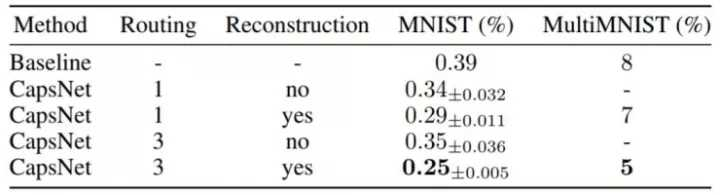 Method Routing Reconstruction MNIST (%) MultiMNIST (%)
Baseline - - 0.39 8
CapsNet 1 no 0.34±0.032 -
CapsNet 1 yes 0.29±0.011 7
CapsNet 3 no 0.35±0.036 -
CapsNet 3 yes 0.25±0.005 5